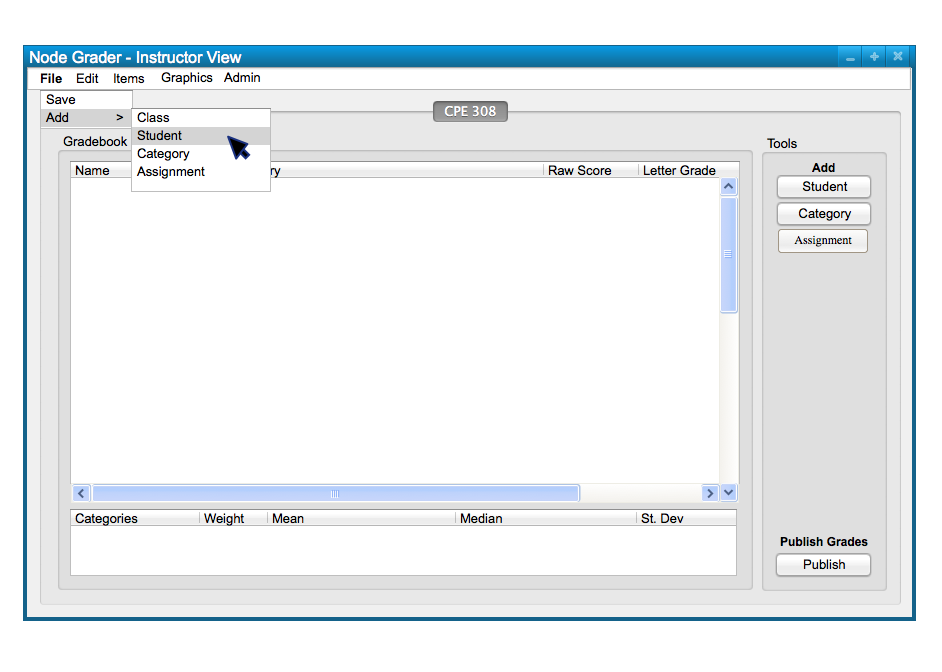 Node Grader - Instructor View
File Edit Items Graphics Admin
Save
Add >
Class
Student
Category
Assignment
CPE 308
Gradebook
Name ry Raw Score Letter Grade
Categories Weight Mean Median St. Dev
Tools
Add
Student
Category
Assignment
Publish Grades
Publish